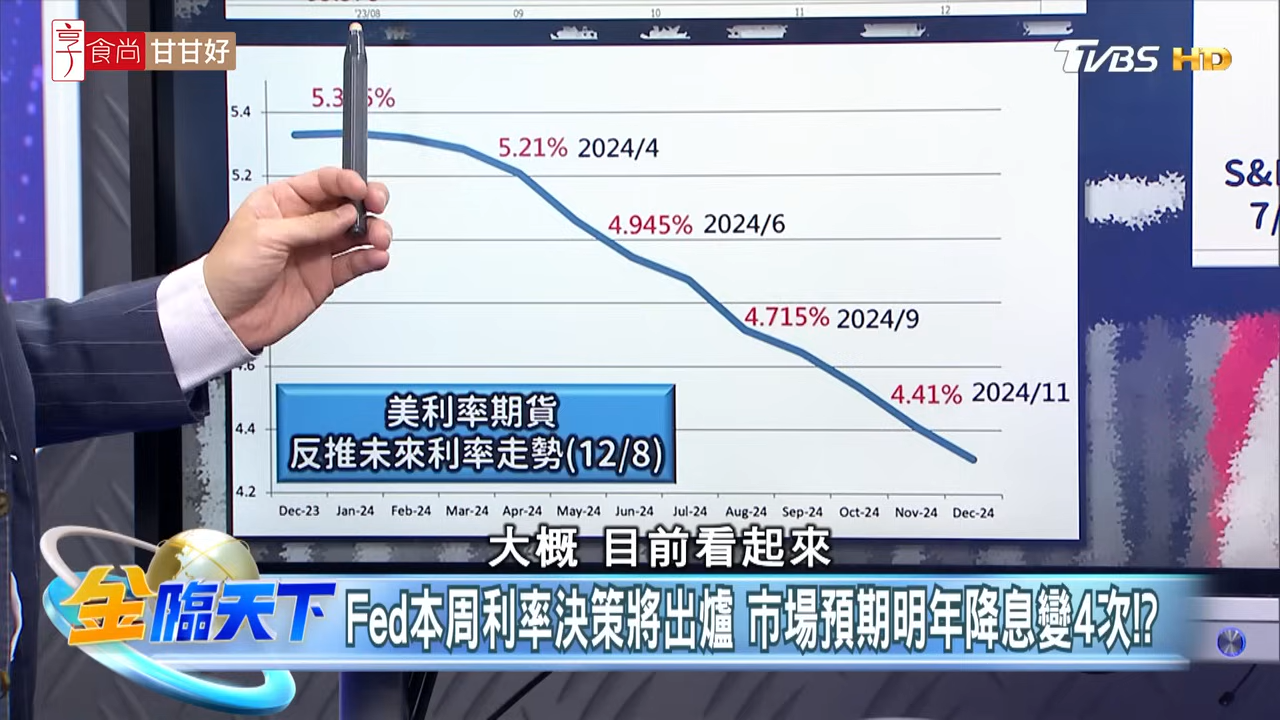 '23/08 09 10 11 12
享食尚 甘甘好
TVBS HD
5.4
5.21% 2024/4
5.2
S&
7/
4.945% 2024/6
4.715% 2024/9
4.6
4.41% 2024/11
美利率期貨
反推未來利率走勢(12/8)
4.4
4.2
Dec-23 Jan-24 Feb-24 Mar-24 Apr-24 May-24 Jun-24 Jul-24 Aug-24 Sep-24 Oct-24 Nov-24 Dec-24
大概 目前看起來
金臨天下
Fed本周利率決策將出爐 市場預期明年降息變4次!?